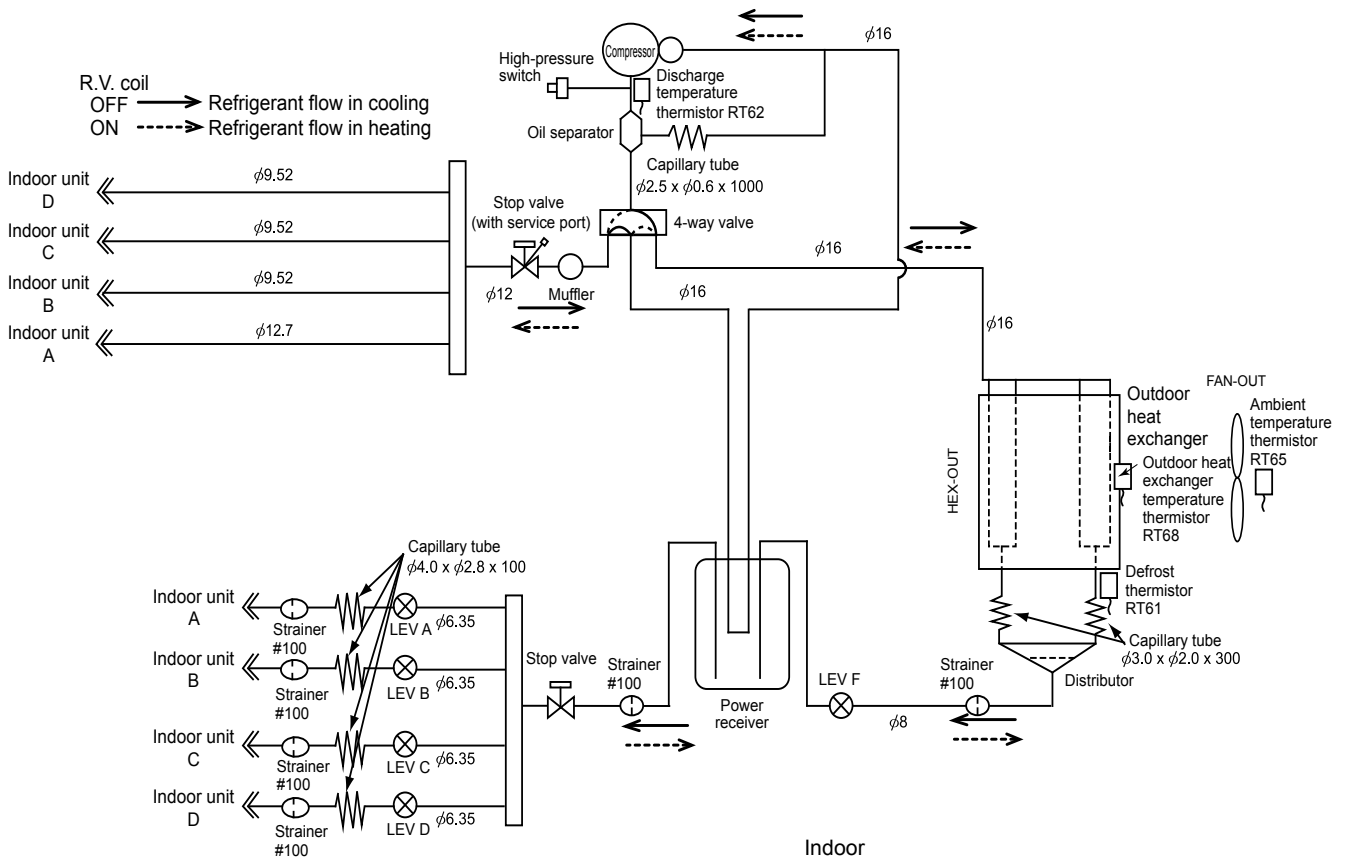 Compressor
ϕ16
High-pressure
switch
Discharge
temperature
thermistor RT62
R.V. coil
OFF Refrigerant flow in cooling
ON Refrigerant flow in heating
Oil separator
Capillary tube
ϕ2.5 x ϕ0.6 x 1000
Indoor unit
D
ϕ9.52
Stop valve
(with service port)
4-way valve
Indoor unit
C
ϕ9.52
ϕ16
Indoor unit
B
ϕ9.52
ϕ12
Muffler
ϕ16
Indoor unit
A
ϕ12.7
ϕ16
FAN-OUT
Outdoor
heat
exchanger
Ambient
temperature
thermistor
RT65
HEX-OUT
Outdoor heat
exchanger
temperature
thermistor
RT68
Capillary tube
ϕ4.0 x ϕ2.8 x 100
Defrost
thermistor
RT61
Indoor unit
A
Strainer
#100
LEV A
ϕ6.35
Capillary tube
ϕ3.0 x ϕ2.0 x 300
Indoor unit
B
Strainer
#100
LEV B
ϕ6.35
Stop valve
Strainer
#100
Power
receiver
LEV F
ϕ8
Strainer
#100
Distributor
Indoor unit
C
Strainer
#100
LEV C
ϕ6.35
Indoor unit
D
Strainer
#100
LEV D
ϕ6.35
Indoor